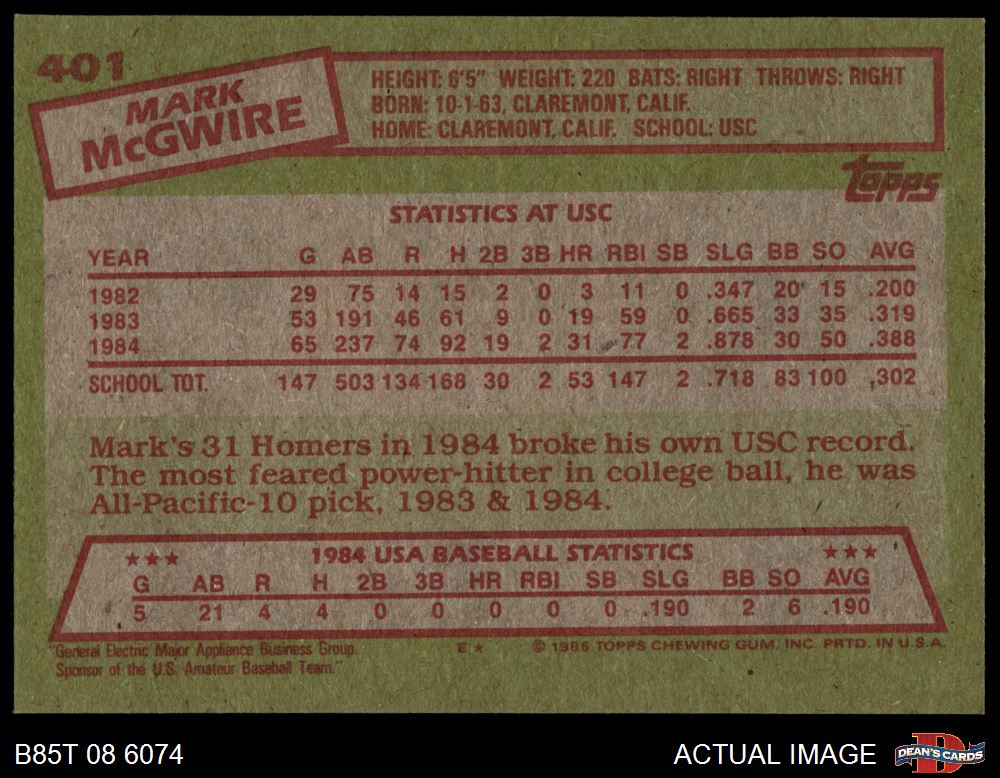 401
MARK
McGWIRE
HEIGHT: 6'5" WEIGHT: 220 BATS: RIGHT THROWS: RIGHT
BORN: 10-1-63, CLAREMONT, CALIF.
HOME: CLAREMONT, CALIF. SCHOOL: USC
topps
STATISTICS AT USC
YEAR G AB R H 2B 3B HR RBI SB SLG BB SO AVG
1982 29 75 14 15 2 0 3 11 0 .347 20 15 .200
1983 53 191 46 61 9 0 19 59 0 .665 33 35 .319
1984 65 237 74 92 19 2 31 77 2 .878 30 50 .388
SCHOOL TOT. 147 503 134 168 30 2 53 147 2 .718 83 100 .302
Mark's 31 Homers in 1984 broke his own USC record.
The most feared power-hitter in college ball, he was
All-Pacific-10 pick, 1983 & 1984.
★★★ 1984 USA BASEBALL STATISTICS ★★★
G AB R H 2B 3B HR RBI SB SLG BB SO AVG
5 21 4 4 0 0 0 0 0 .190 2 6 .190
"General Electric Major Appliance Business Group. E★ © 1985 TOPPS CHEWING GUM, INC. PRTD. IN U.S.A.
Sponsor of the U.S. Amateur Baseball Team."
B85T 08 6074 ACTUAL IMAGE DEAN'S CARDS